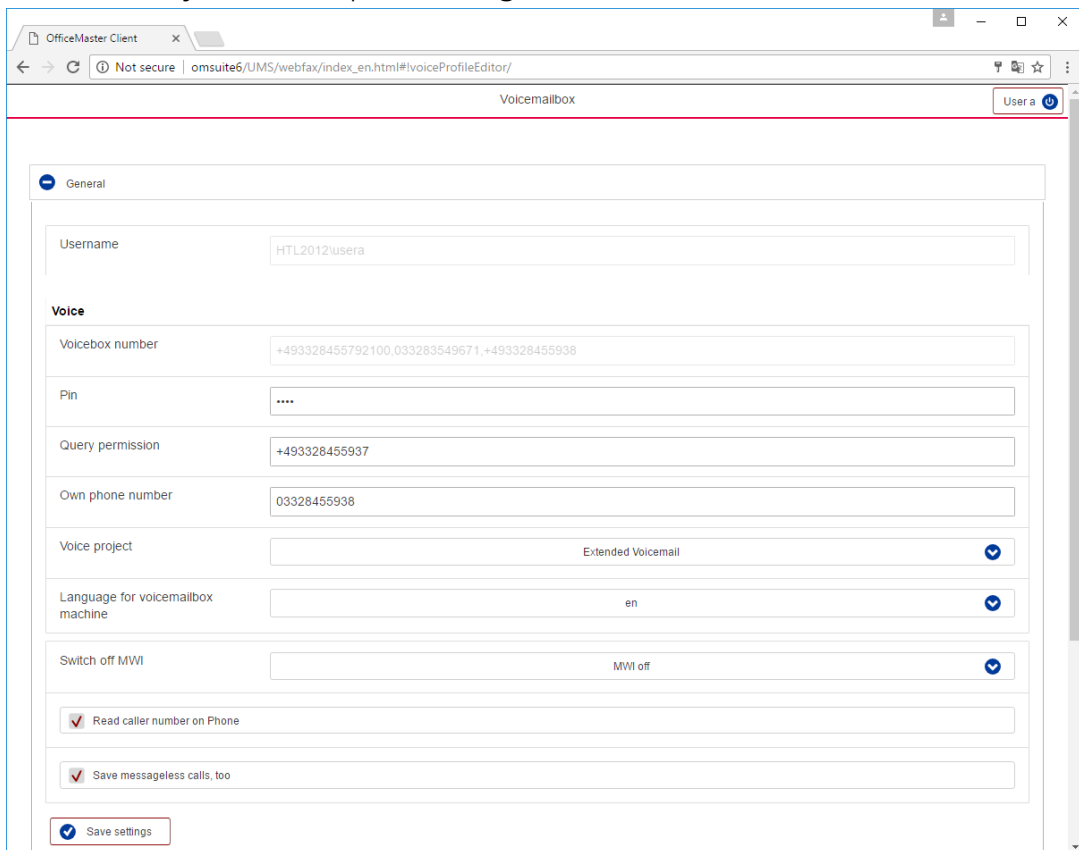 OfficeMaster Client
Not secure | omsuite6/UMS/webfax/index_en.html#!voiceProfileEditor/
Voicemailbox
User a
General
Username
HTL2012\usera
Voice
Voicebox number
+493328455792100,033283549671,+493328455938
Pin
••••
Query permission
+493328455937
Own phone number
03328455938
Voice project
Extended Voicemail
Language for voicemailbox
machine
en
Switch off MWI
MWI off
Read caller number on Phone
Save messageless calls, too
Save settings